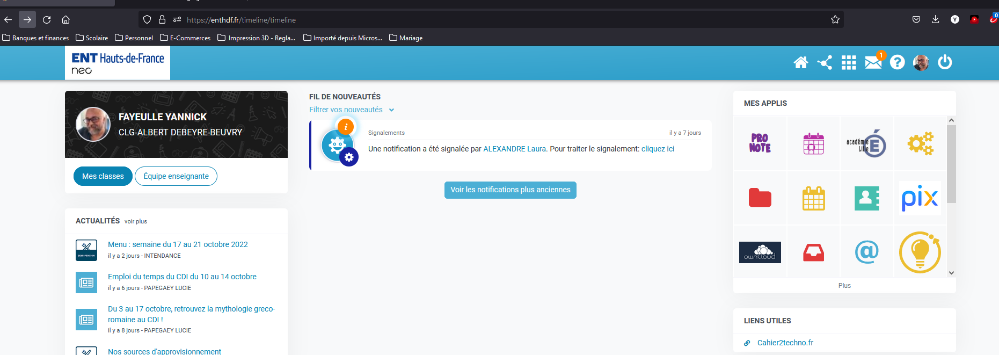 https://enthdf.fr/timeline/timeline
Y
0
Banques et finances
Scolaire
Personnel
E-Commerces
Impression 3D - Regla...
Importé depuis Micros...
Mariage
ENT Hauts-de-France
neo
1
?
FAYEULLE YANNICK
CLG-ALBERT DEBEYRE-BEUVRY
Mes classes
Équipe enseignante
ACTUALITÉS voir plus
DEMI-PENSION
Menu : semaine du 17 au 21 octobre 2022
il y a 2 jours - INTENDANCE
Emploi du temps du CDI du 10 au 14 octobre
il y a 6 jours - PAPEGAEY LUCIE
Du 3 au 17 octobre, retrouvez la mythologie greco-
romaine au CDI !
il y a 8 jours - PAPEGAEY LUCIE
Nos sources d'approvisionnement
FIL DE NOUVEAUTÉS
Filtrer vos nouveautés
i
Signalements
il y a 7 jours
Une notification a été signalée par ALEXANDRE Laura. Pour traiter le signalement: cliquez ici
Voir les notifications plus anciennes
MES APPLIS
PRO
NOTE
académie
Lille
É
pix
ownCloud
@
Plus
LIENS UTILES
Cahier2techno.fr